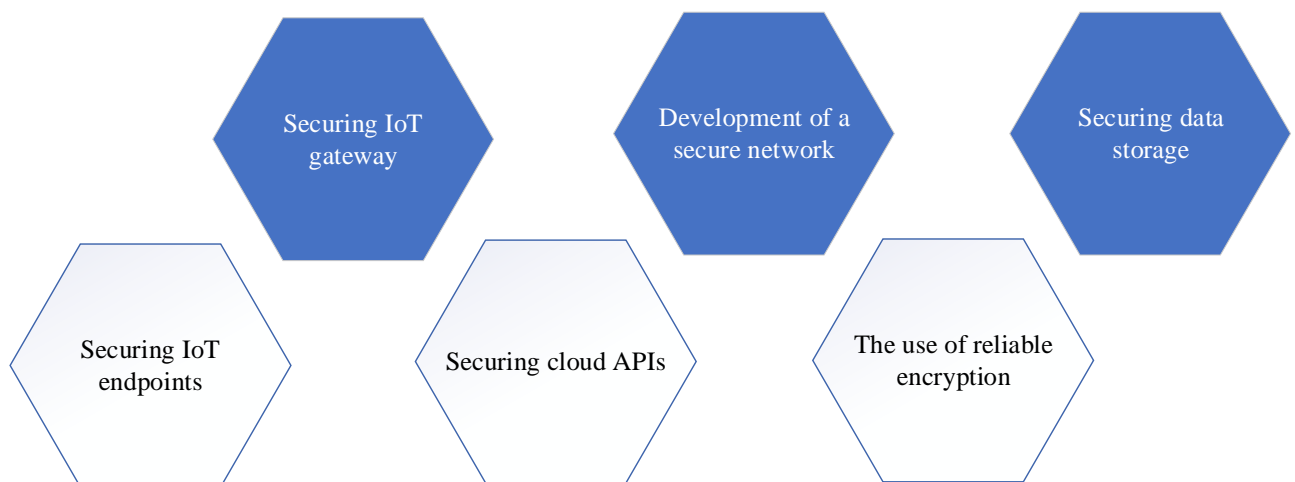 Securing IoT
gateway
Development of a
secure network
Securing data
storage
Securing IoT
endpoints
Securing cloud APIs
The use of reliable
encryption